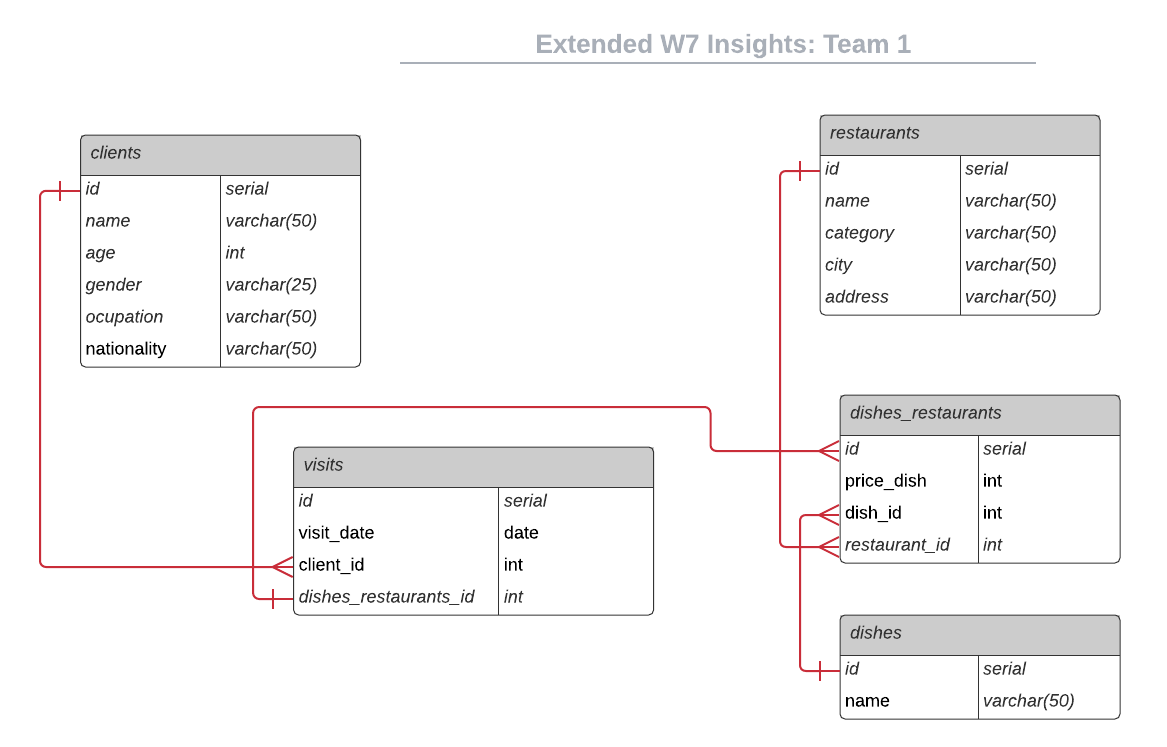 Extended W7 Insights: Team 1
clients
id serial
name varchar(50)
age int
gender varchar(25)
ocupation varchar(50)
nationality varchar(50)
restaurants
id serial
name varchar(50)
category varchar(50)
city varchar(50)
address varchar(50)
visits
id serial
visit_date date
client_id int
dishes_restaurants_id int
dishes_restaurants
id serial
price_dish int
dish_id int
restaurant_id int
dishes
id serial
name varchar(50)